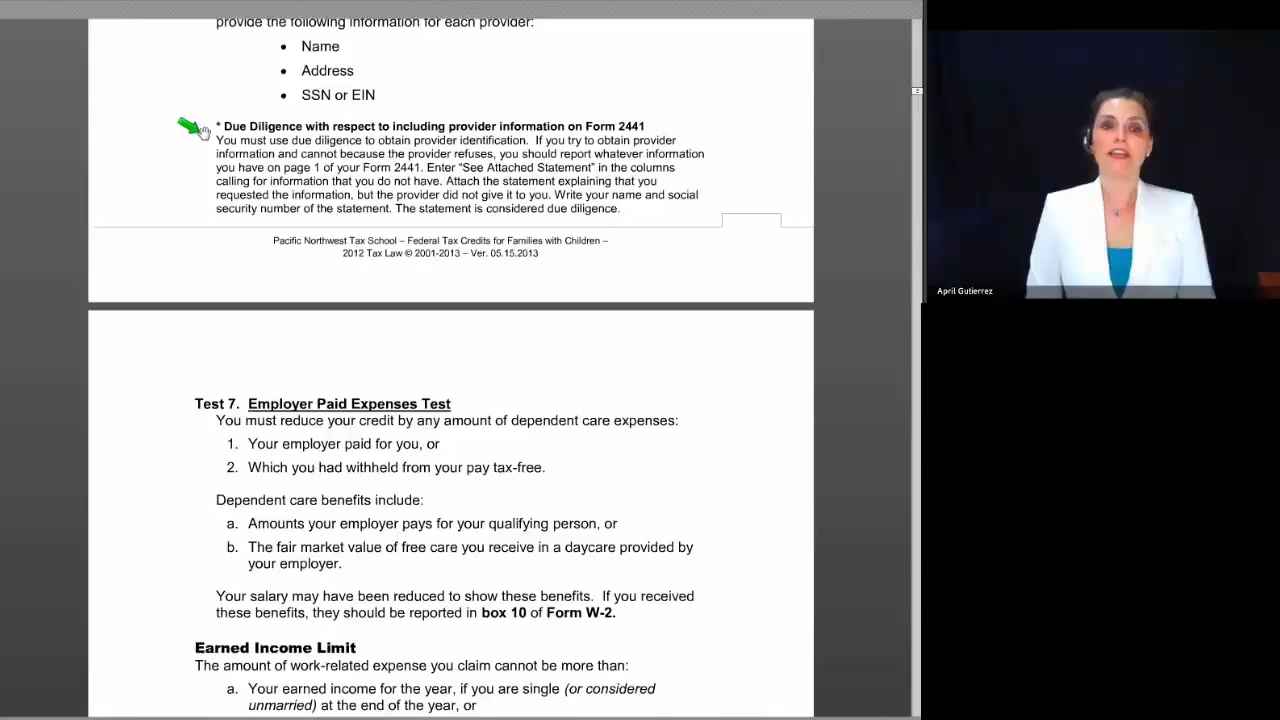 provide the following information for each provider:
• Name
• Address
• SSN or EIN
* Due Diligence with respect to including provider information on Form 2441
You must use due diligence to obtain provider identification. If you try to obtain provider
information and cannot because the provider refuses, you should report whatever information
you have on page 1 of your Form 2441. Enter “See Attached Statement” in the columns
calling for information that you do not have. Attach the statement explaining that you
requested the information, but the provider did not give it to you. Write your name and social
security number of the statement. The statement is considered due diligence.
Pacific Northwest Tax School – Federal Tax Credits for Families with Children –
2012 Tax Law © 2001-2013 – Ver. 05.15.2013
Test 7. Employer Paid Expenses Test
You must reduce your credit by any amount of dependent care expenses:
1. Your employer paid for you, or
2. Which you had withheld from your pay tax-free.
Dependent care benefits include:
a. Amounts your employer pays for your qualifying person, or
b. The fair market value of free care you receive in a daycare provided by
your employer.
Your salary may have been reduced to show these benefits. If you received
these benefits, they should be reported in box 10 of Form W-2.
Earned Income Limit
The amount of work-related expense you claim cannot be more than:
a. Your earned income for the year, if you are single (or considered
unmarried) at the end of the year, or
April Gutierrez